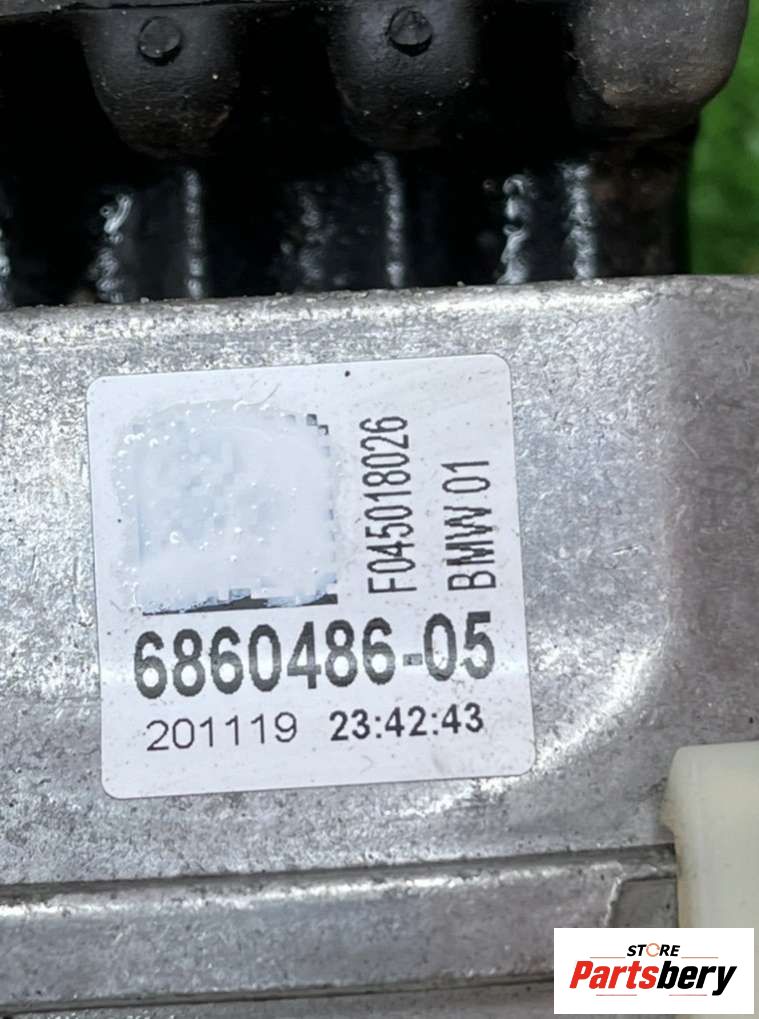 F045018026
BMW 01
6860486-05
201119 23:42:43
STORE
Partsbery